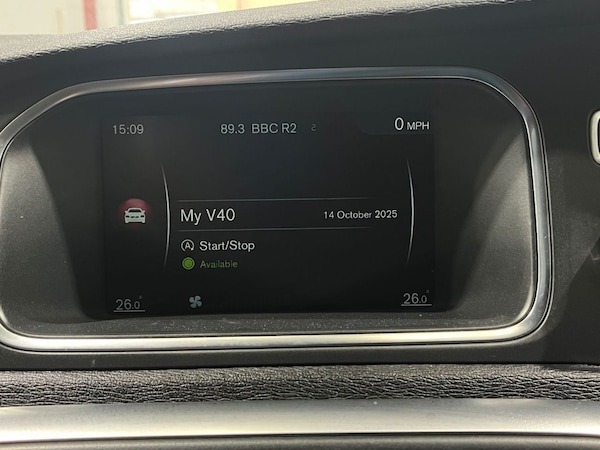 15:09 89.3 BBC R2 2 0 MPH
My V40 14 October 2025
A Start/Stop
Available
26.0° 26.0°